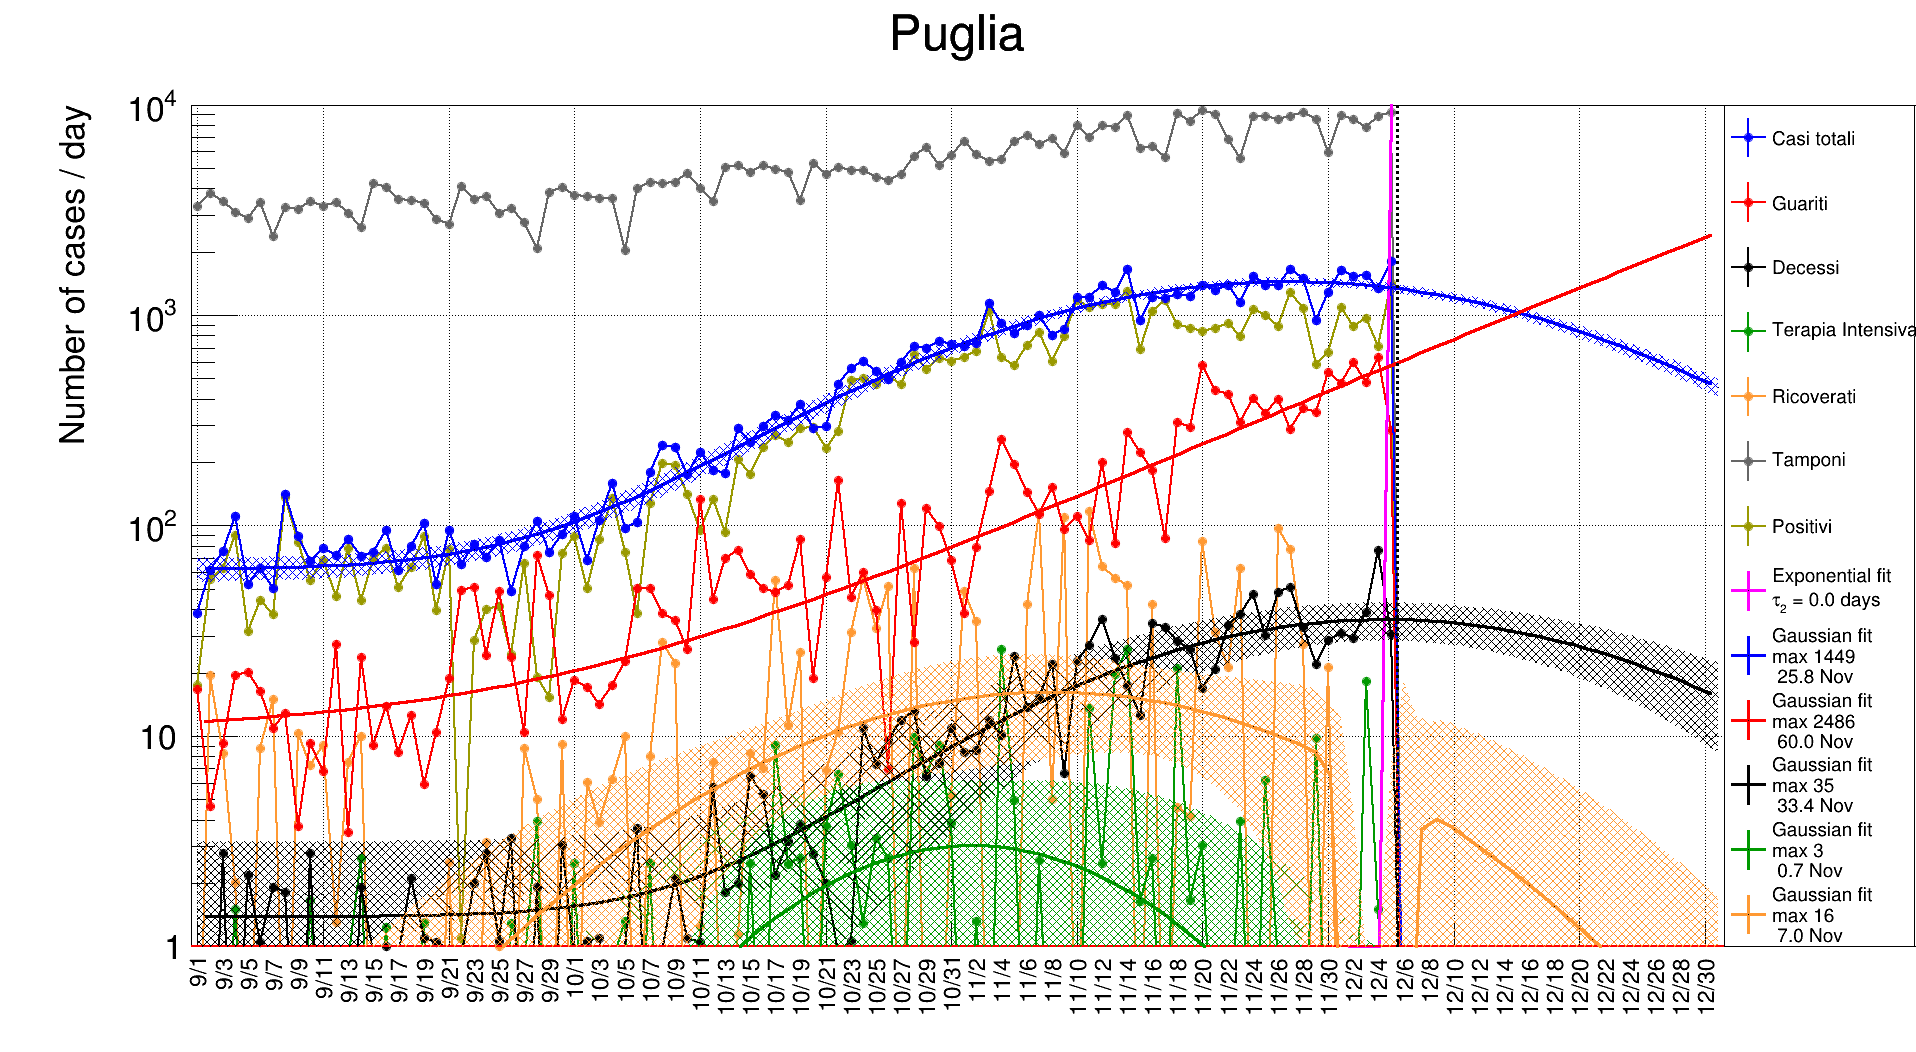 Puglia
Number of cases / day
10^4
10^3
10^2
10
1
9/1
9/3
9/5
9/7
9/9
9/11
9/13
9/15
9/17
9/19
9/21
9/23
9/25
9/27
9/29
10/1
10/3
10/5
10/7
10/9
10/11
10/13
10/15
10/17
10/19
10/21
10/23
10/25
10/27
10/29
10/31
11/2
11/4
11/6
11/8
11/10
11/12
11/14
11/16
11/18
11/20
11/22
11/24
11/26
11/28
11/30
12/2
12/4
12/6
12/8
12/10
12/12
12/14
12/16
12/18
12/20
12/22
12/24
12/26
12/28
12/30
Casi totali
Guariti
Decessi
Terapia Intensiva
Ricoverati
Tamponi
Positivi
Exponential fit
τ2 = 0.0 days
Gaussian fit
max 1449
25.8 Nov
Gaussian fit
max 2486
60.0 Nov
Gaussian fit
max 35
33.4 Nov
Gaussian fit
max 3
0.7 Nov
Gaussian fit
max 16
7.0 Nov